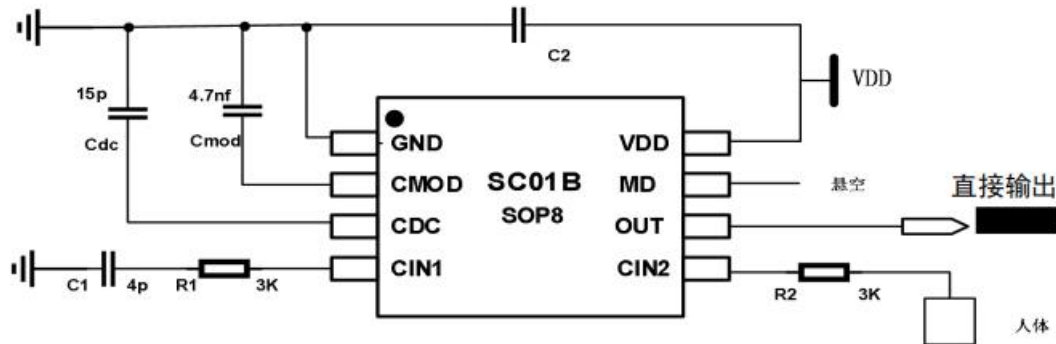 C2
VDD
15p
4.7nf
Cdc
Cmod
GND
VDD
CMOD
SC01B
MD
悬空
直接输出
SOP8
CDC
OUT
CIN1
CIN2
C1
4p
R1
3K
R2
3K
人体